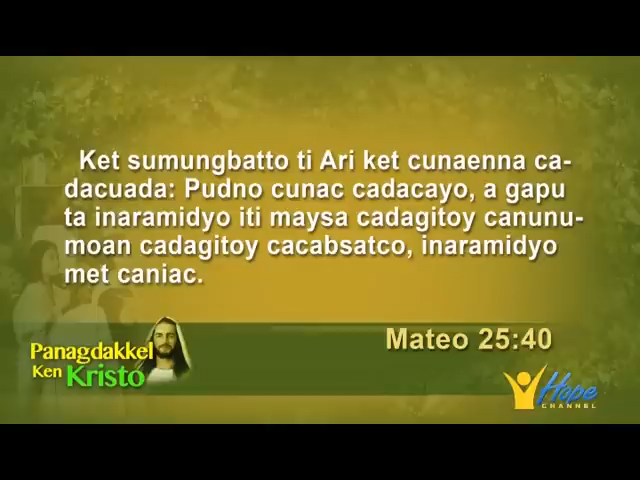 Ket sumungbatto ti Ari ket cunaenna ca-
dacuada: Pudno cunac cadacayo, a gapu
ta inaramidyo iti maysa cadagitoy canunu-
moan cadagitoy cacabsatco, inaramidyo
met caniac.
Mateo 25:40
Panagdakkel
Ken Kristo
Hope
CHANNEL